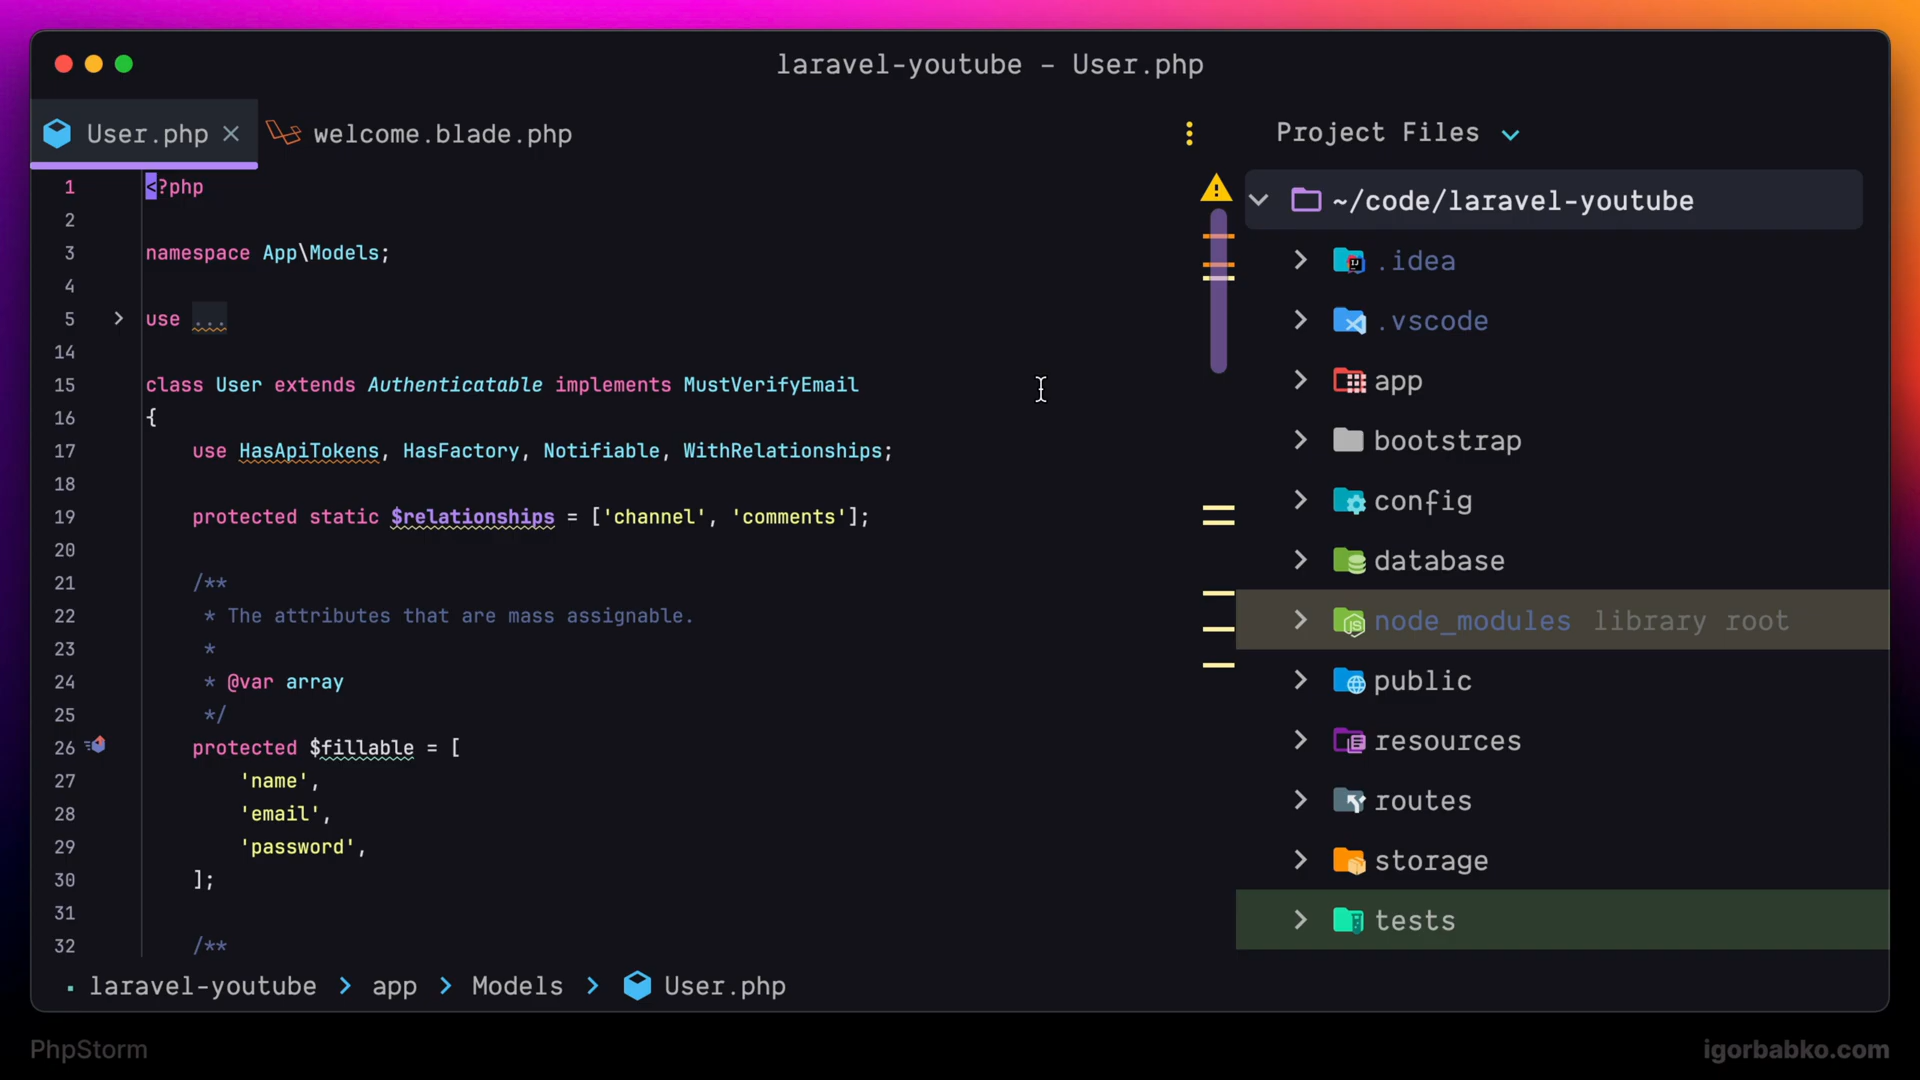 laravel-youtube – User.php
User.php
welcome.blade.php
1 <?php
2
3 namespace App\Models;
4
5 use ...
14
15 class User extends Authenticatable implements MustVerifyEmail
16 {
17 use HasApiTokens, HasFactory, Notifiable, WithRelationships;
18
19 protected static $relationships = ['channel', 'comments'];
20
21 /**
22 * The attributes that are mass assignable.
23 *
24 * @var array
25 */
26 protected $fillable = [
27 'name',
28 'email',
29 'password',
30 ];
31
32 /**
Project Files
~/code/laravel-youtube
.idea
.vscode
app
bootstrap
config
database
node_modules library root
public
resources
routes
storage
tests
laravel-youtube > app > Models > User.php
PhpStorm
igorbabko.com